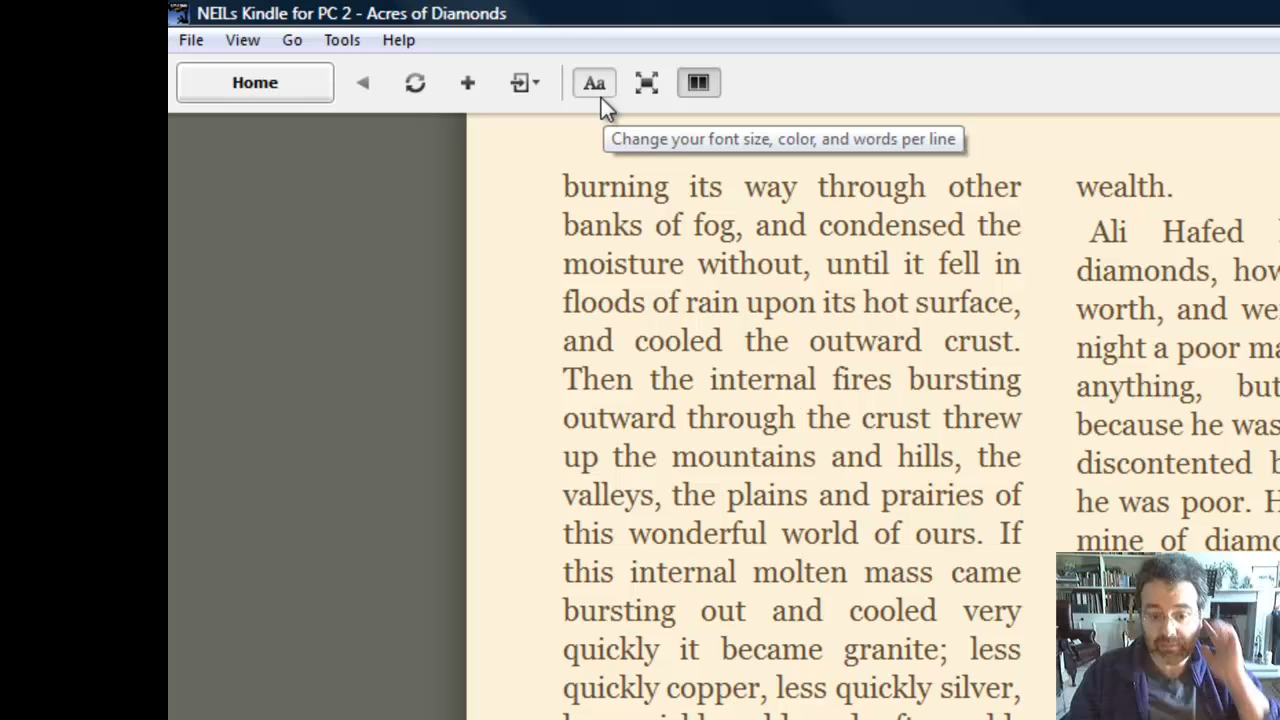 NEILs Kindle for PC 2 - Acres of Diamonds
File View Go Tools Help
Home
Aa
Change your font size, color, and words per line
burning its way through other
banks of fog, and condensed the
moisture without, until it fell in
floods of rain upon its hot surface,
and cooled the outward crust.
Then the internal fires bursting
outward through the crust threw
up the mountains and hills, the
valleys, the plains and prairies of
this wonderful world of ours. If
this internal molten mass came
bursting out and cooled very
quickly it became granite; less
quickly copper, less quickly silver,
wealth.
Ali Hafed
diamonds,
worth, and
night a poor
anything,
because he was
discontented
he was poor.
mine of